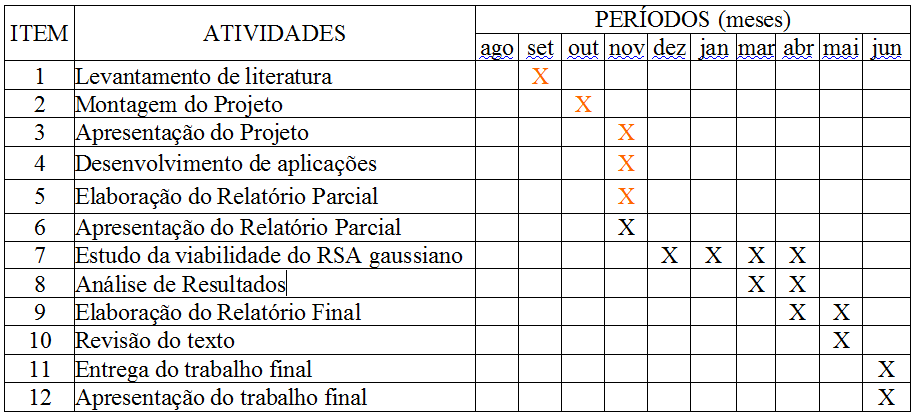 ITEM ATIVIDADES PERÍODOS (meses)
ago set out nov dez jan mar abr mai jun
1 Levantamento de literatura X
2 Montagem do Projeto X
3 Apresentação do Projeto X
4 Desenvolvimento de aplicações X
5 Elaboração do Relatório Parcial X
6 Apresentação do Relatório Parcial X
7 Estudo da viabilidade do RSA gaussiano X X X X
8 Análise de Resultados X X
9 Elaboração do Relatório Final X X
10 Revisão do texto X
11 Entrega do trabalho final X
12 Apresentação do trabalho final X